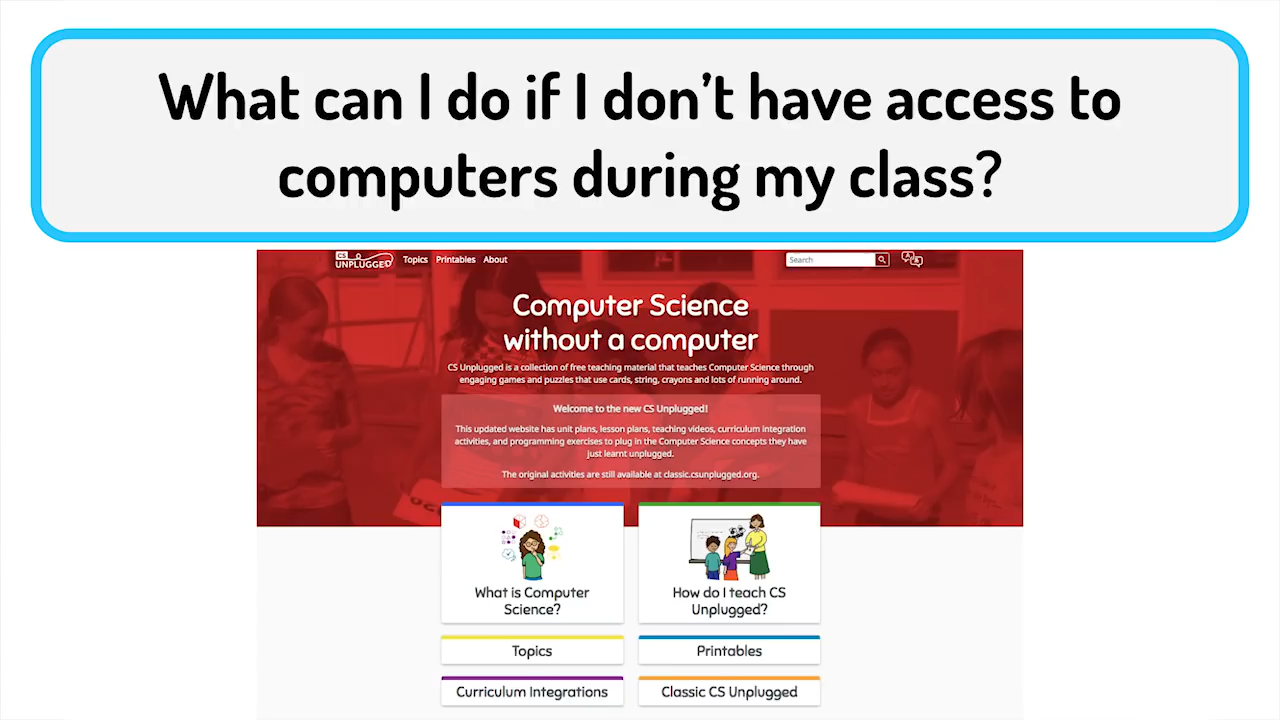 What can I do if I don't have access to
computers during my class?
CS
UNPLUGGED
Topics Printables About
Search
Computer Science
without a computer
CS Unplugged is a collection of free teaching material that teaches Computer Science through
engaging games and puzzles that use cards, string, crayons and lots of running around.
Welcome to the new CS Unplugged!
This updated website has unit plans, lesson plans, teaching videos, curriculum integration
activities, and programming exercises to plug in the Computer Science concepts they have
just learnt unplugged.
The original activities are still available at classic.csunplugged.org.
What is Computer
Science?
How do I teach CS
Unplugged?
Topics
Printables
Curriculum Integrations
Classic CS Unplugged